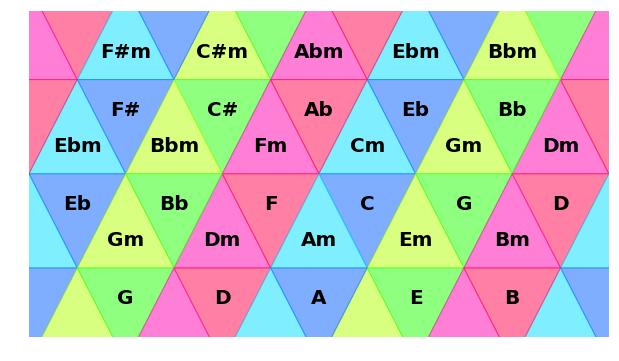 F#m C#m Abm Ebm Bbm
F# C# Ab Eb Bb
Ebm Bbm Fm Cm Gm Dm
Eb Bb F C G D
Gm Dm Am Em Bm
G D A E B